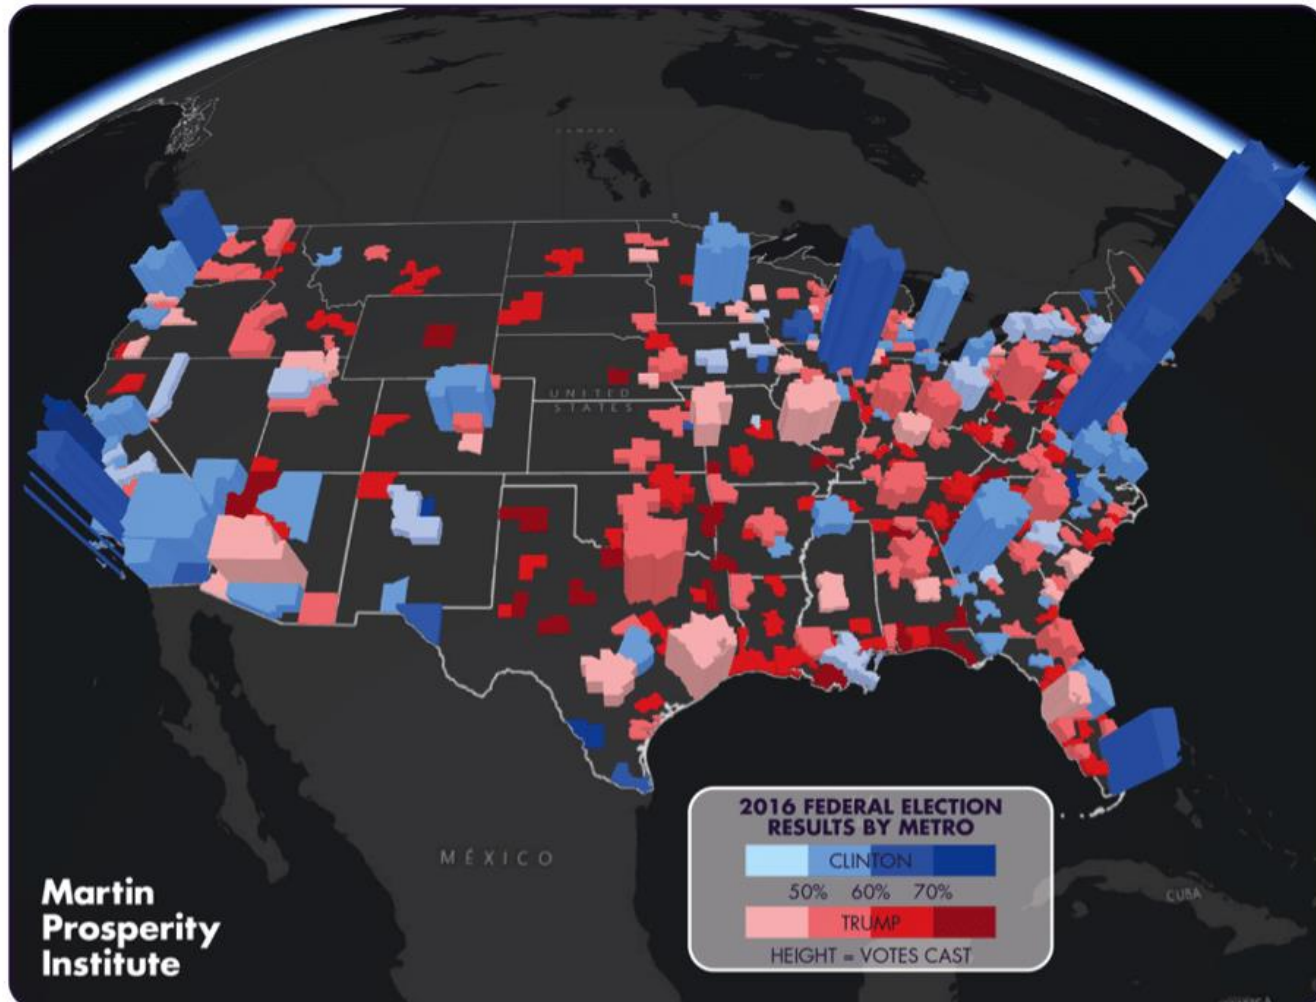 CANADA
UNITED
STATES
MÉXICO
CUBA
2016 FEDERAL ELECTION
RESULTS BY METRO
CLINTON
50% 60% 70%
TRUMP
HEIGHT = VOTES CAST
Martin
Prosperity
Institute